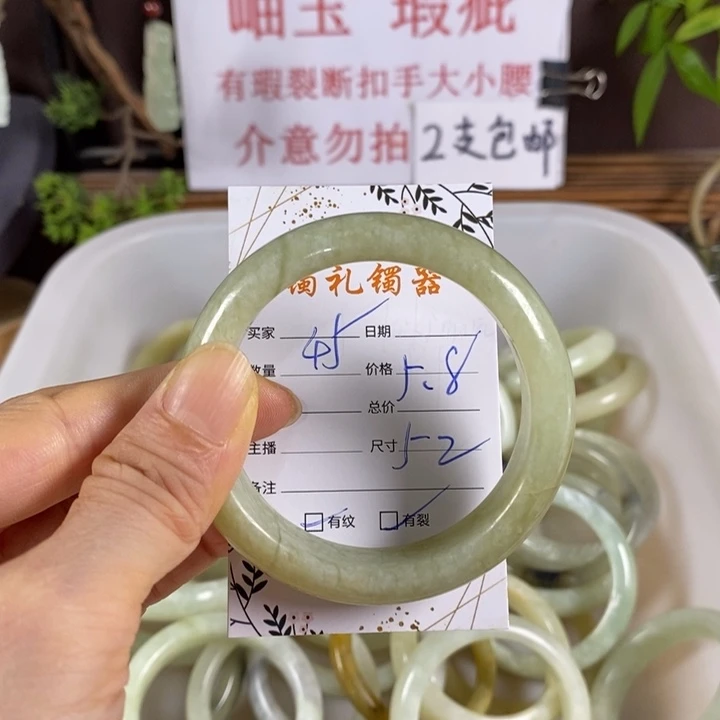 岫玉 瑕疵
有瑕裂断扣手大小腰
介意勿拍 2支包邮
礼镯器
买家 45 日期
数量 价格 5.8
总价
主播 尺寸 52
备注
有纹 有裂